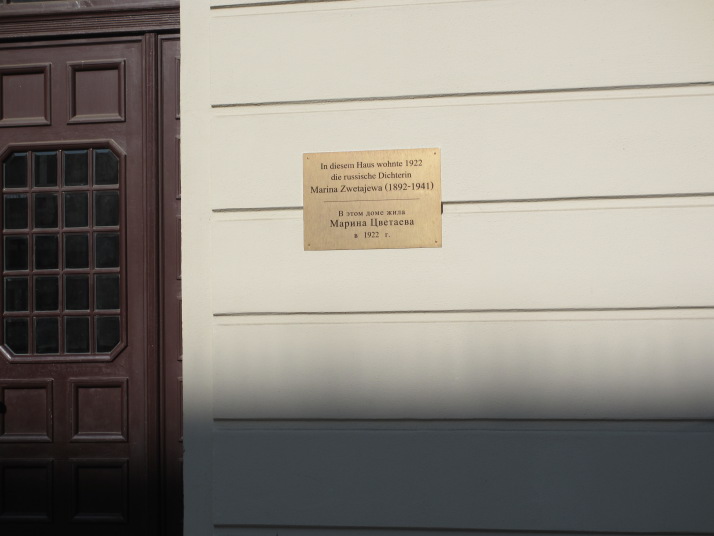 In diesem Haus wohnte 1922
die russische Dichterin
Marina Zwetajewa (1892-1941)
В этом доме жила
Марина Цветаева
в 1922 г.